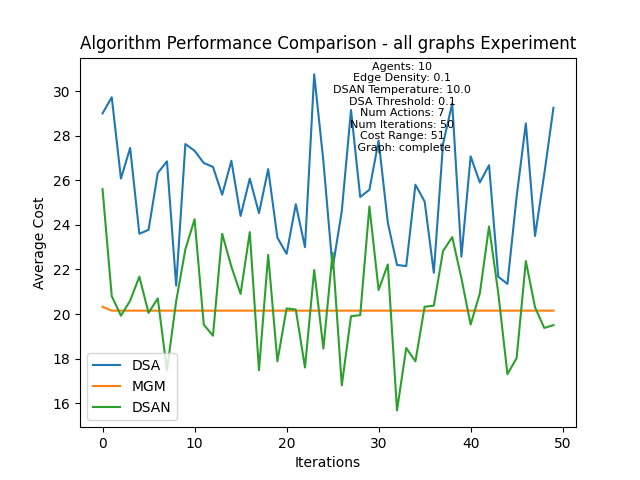 Algorithm Performance Comparison - all graphs Experiment
Agents: 10
Edge Density: 0.1
DSAN Temperature: 10.0
DSA Threshold: 0.1
Num Actions: 7
Num Iterations: 50
Cost Range: 51
Graph: complete
Average Cost
30
28
26
24
22
20
18
16
DSA
MGM
DSAN
0
10
20
30
40
50
Iterations